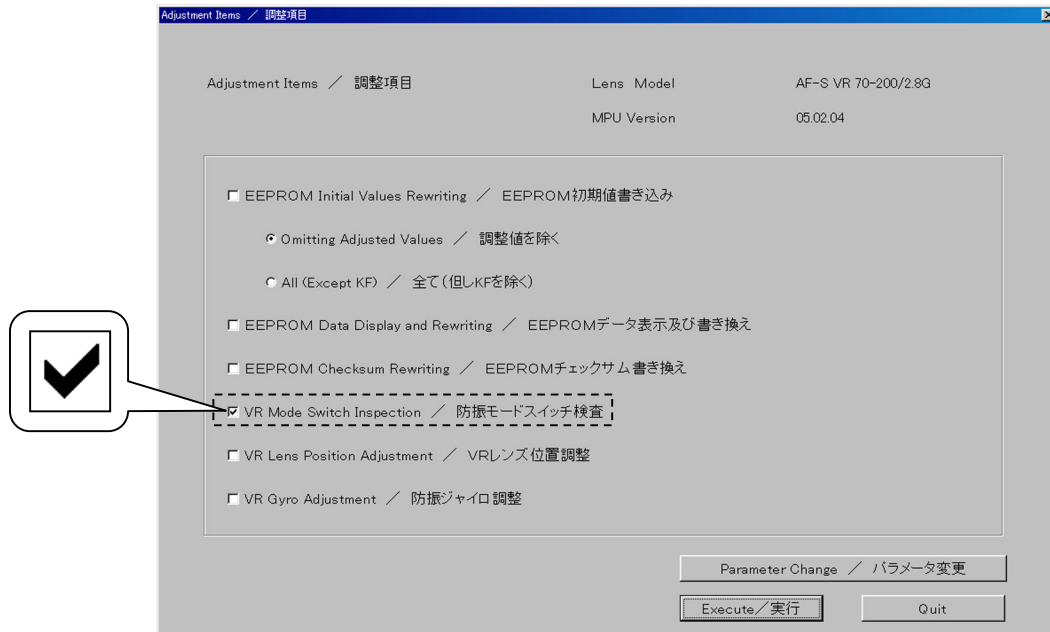 Adjustment Items ／ 調整項目
Adjustment Items ／ 調整項目 Lens Model AF-S VR 70-200/2.8G
MPU Version 05.02.04
EEPROM Initial Values Rewriting ／ EEPROM初期値書き込み
Omitting Adjusted Values ／ 調整値を除く
All (Except KF) ／ 全て(但しKFを除く)
EEPROM Data Display and Rewriting ／ EEPROMデータ表示及び書き換え
EEPROM Checksum Rewriting ／ EEPROMチェックサム書き換え
VR Mode Switch Inspection ／ 防振モードスイッチ検査
VR Lens Position Adjustment ／ VRレンズ位置調整
VR Gyro Adjustment ／ 防振ジャイロ調整
Parameter Change ／ パラメータ変更
Execute／実行 Quit